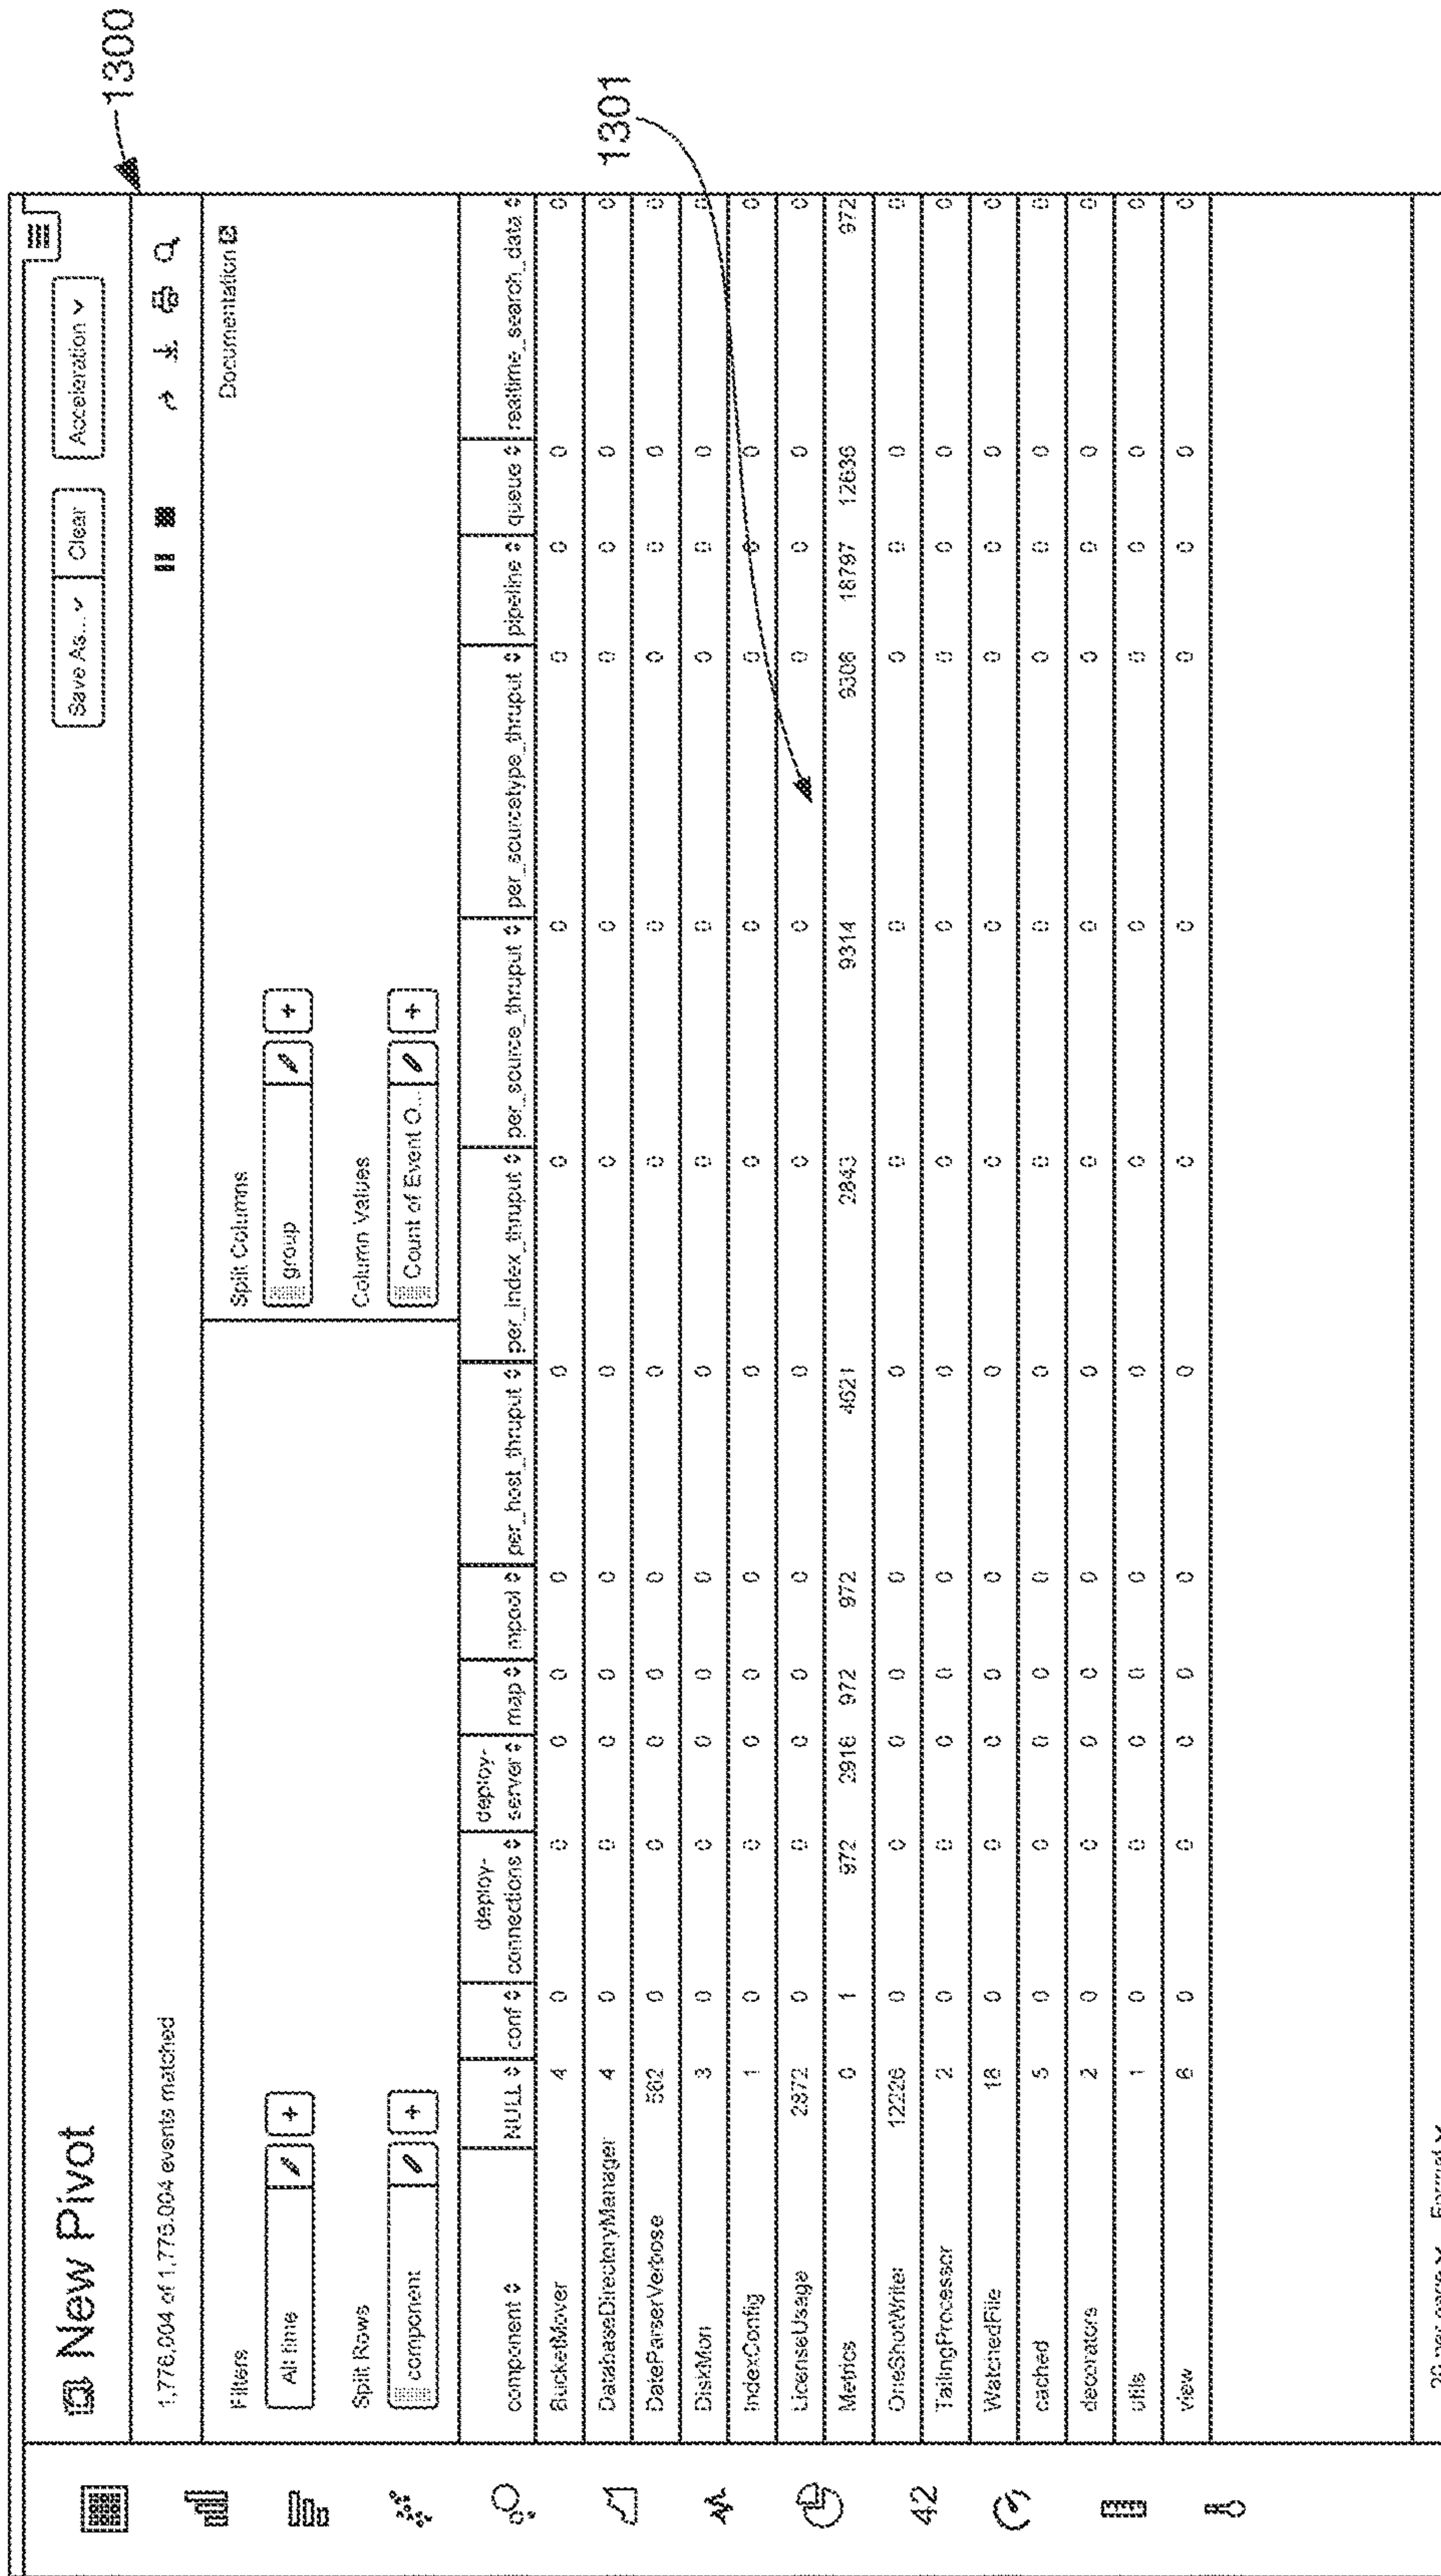 1300
1301
New Pivot
Save As... Clear
Acceleration
1,776,004 of 1,776,004 events matched
Filters
All time
+
Split Columns
group
+
Documentation
Split Rows
component
+
Column Values
Count of Event O...
+
component NULL conf deploy-connections deploy-server map mpool per_host_thruput per_index_thruput per_source_thruput per_sourcetype_thruput pipeline queue realtime_search_data
BucketMover 4 0 0 0 0 0 0 0 0 0 0 0 0
DatabaseDirectoryManager 4 0 0 0 0 0 0 0 0 0 0 0 0
DateParserVerbose 562 0 0 0 0 0 0 0 0 0 0 0 0
DiskMon 3 0 0 0 0 0 0 0 0 0 0 0 0
IndexConfig 1 0 0 0 0 0 0 0 0 0 0 0 0
LicenseUsage 2872 0 0 0 0 0 0 0 0 0 0 0 0
Metrics 0 1 972 2916 972 972 4621 2843 9314 9306 18797 12636 972
OneShotWriter 12226 0 0 0 0 0 0 0 0 0 0 0 0
TailingProcessor 2 0 0 0 0 0 0 0 0 0 0 0 0
WatchedFile 18 0 0 0 0 0 0 0 0 0 0 0 0
cached 5 0 0 0 0 0 0 0 0 0 0 0 0
decorators 2 0 0 0 0 0 0 0 0 0 0 0 0
utils 1 0 0 0 0 0 0 0 0 0 0 0 0
view 6 0 0 0 0 0 0 0 0 0 0 0 0
42
20 per page Format